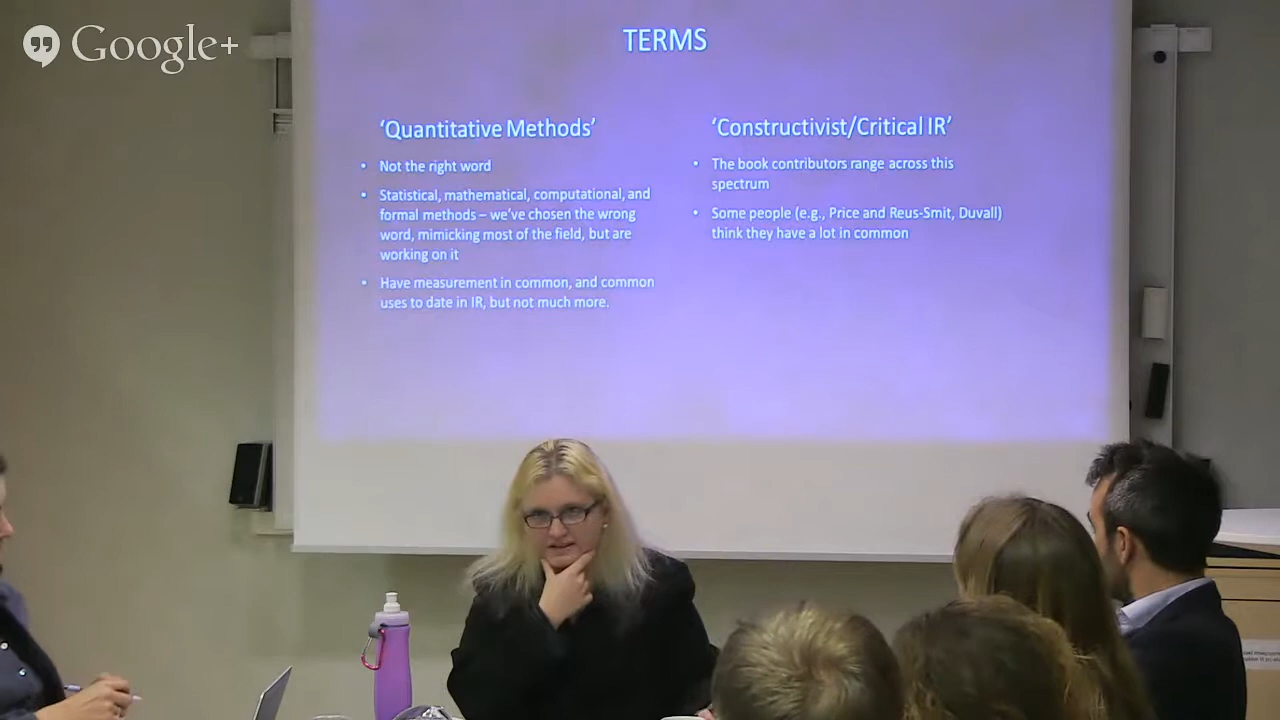 Google+
TERMS
‘Quantitative Methods’
• Not the right word
• Statistical, mathematical, computational, and
formal methods – we’ve chosen the wrong
word, mimicking most of the field, but are
working on it
• Have measurement in common, and common
uses to date in IR, but not much more.
‘Constructivist/Critical IR’
• The book contributors range across this
spectrum
• Some people (e.g., Price and Reus-Smit, Duvall)
think they have a lot in common